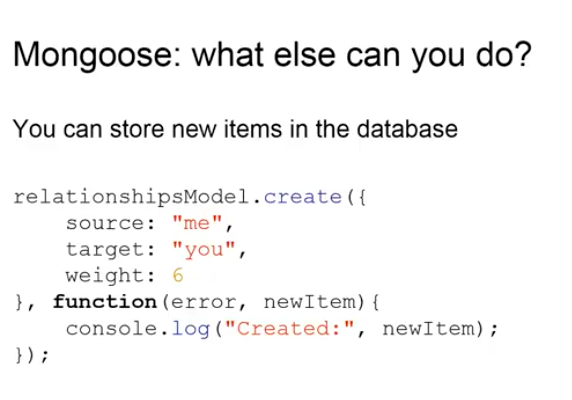 Mongoose: what else can you do?
You can store new items in the database
relationshipsModel.create({
    source: "me",
    target: "you",
    weight: 6
}, function(error, newItem){
    console.log("Created:", newItem);
});